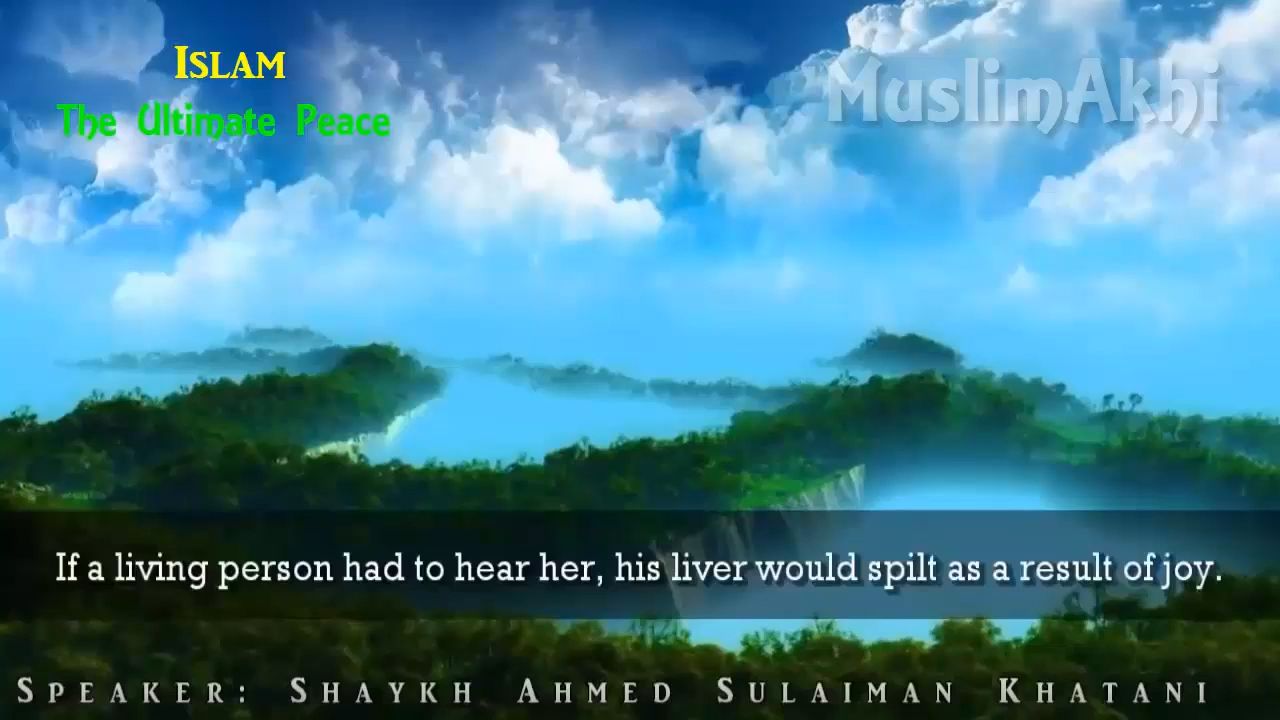 Islam
The Ultimate Peace
MuslimAkhi
If a living person had to hear her, his liver would spilt as a result of joy.
Speaker: Shaykh Ahmed Sulaiman Khatani